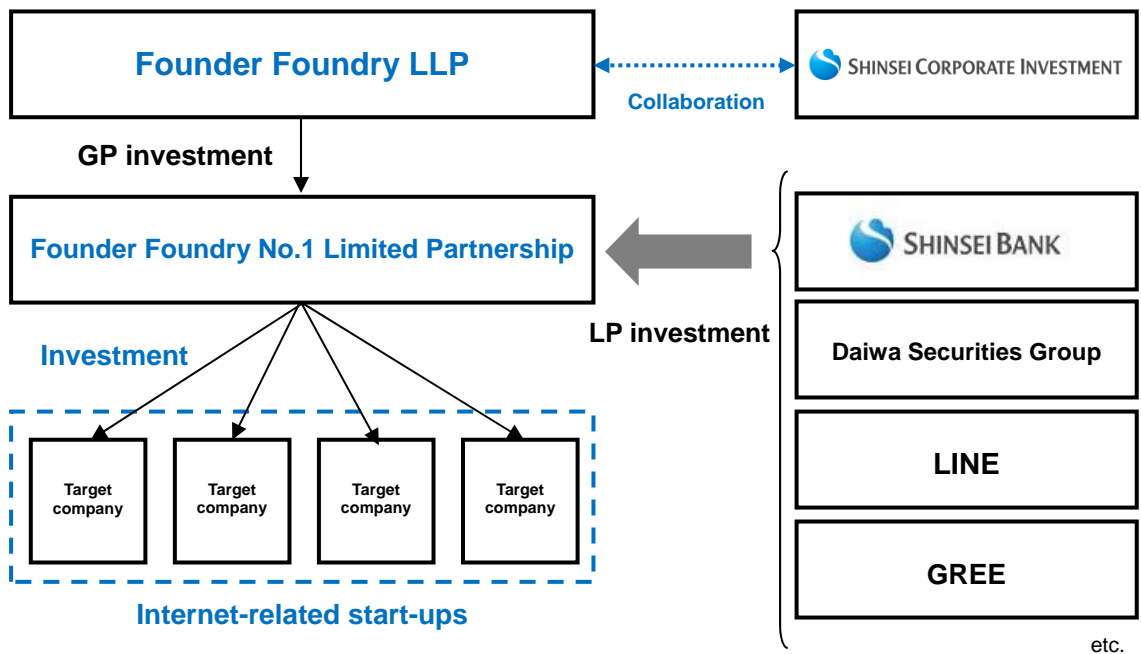 Founder Foundry LLP
Collaboration
SHINSEI CORPORATE INVESTMENT
GP investment
Founder Foundry No.1 Limited Partnership
LP investment
SHINSEI BANK
Daiwa Securities Group
LINE
GREE
etc.
Investment
Target
company
Target
company
Target
company
Target
company
Internet-related start-ups